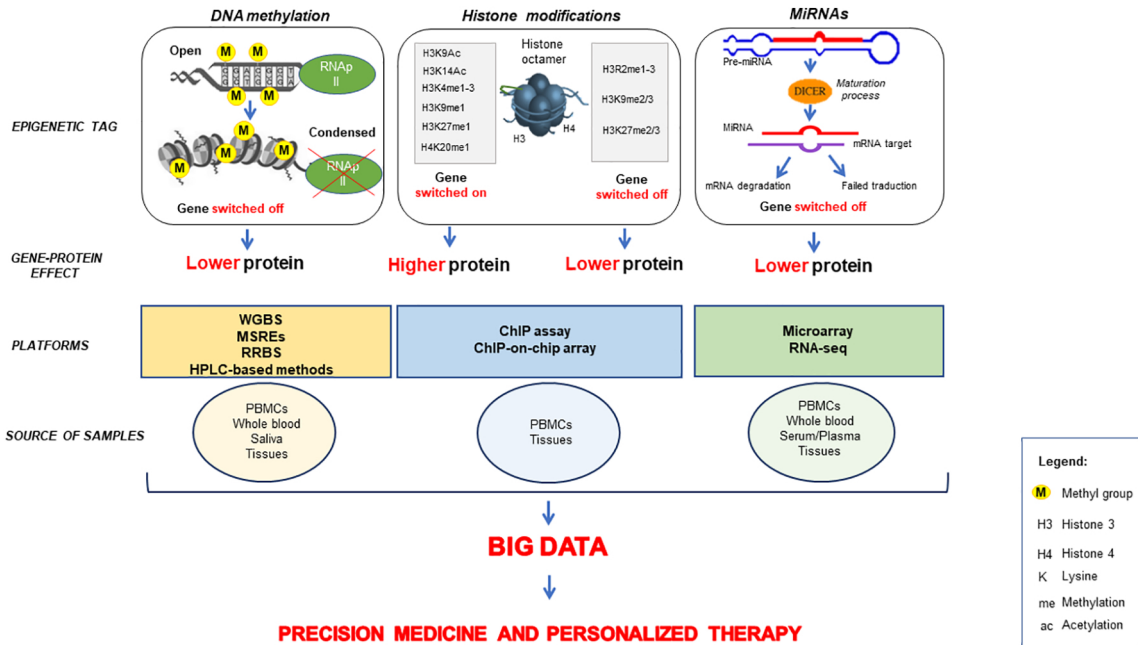 DNA methylation
Histone modifications
MiRNAs
EPIGENETIC TAG
Open
M
M
RNAp
II
M
M
M
Condensed
M
M
M
RNAp
II
Gene switched off
H3K9Ac
H3K14Ac
H3K4me1-3
H3K9me1
H3K27me1
H4K20me1
Histone
octamer
H3
H4
H3R2me1-3
H3K9me2/3
H3K27me2/3
Gene
switched on
Gene
switched off
Pre-miRNA
DICER
Maturation
process
MiRNA
mRNA target
mRNA degradation
Failed traduction
Gene switched off
GENE-PROTEIN
EFFECT
Lower protein
Higher protein
Lower protein
Lower protein
PLATFORMS
WGBS
MSREs
RRBS
HPLC-based methods
ChIP assay
ChIP-on-chip array
Microarray
RNA-seq
SOURCE OF SAMPLES
PBMCs
Whole blood
Saliva
Tissues
PBMCs
Tissues
PBMCs
Whole blood
Serum/Plasma
Tissues
BIG DATA
PRECISION MEDICINE AND PERSONALIZED THERAPY
Legend:
M Methyl group
H3 Histone 3
H4 Histone 4
K Lysine
me Methylation
ac Acetylation